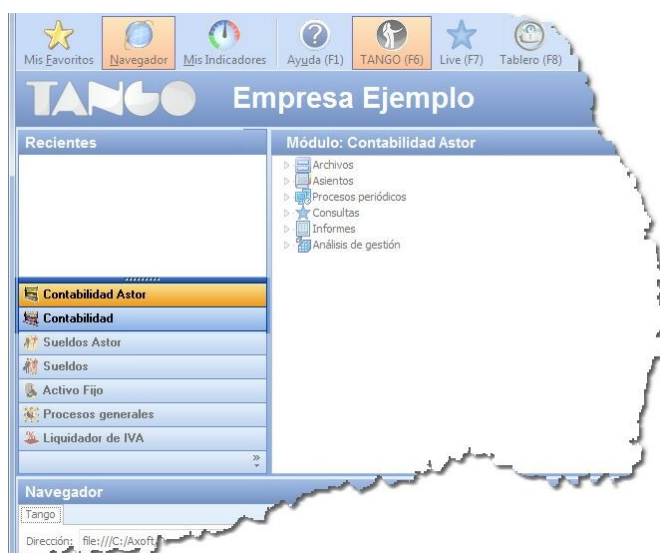 Mis Favoritos Navegador Mis Indicadores Ayuda (F1) TANGO (F6) Live (F7) Tablero (F8)
TANGO Empresa Ejemplo
Recientes
Módulo: Contabilidad Astor
Archivos
Asientos
Procesos periódicos
Consultas
Informes
Análisis de gestión
Contabilidad Astor
Contabilidad
Sueldos Astor
Sueldos
Activo Fijo
Procesos generales
Liquidador de IVA
Navegador
Tango
Dirección: file:///C:/Axoft